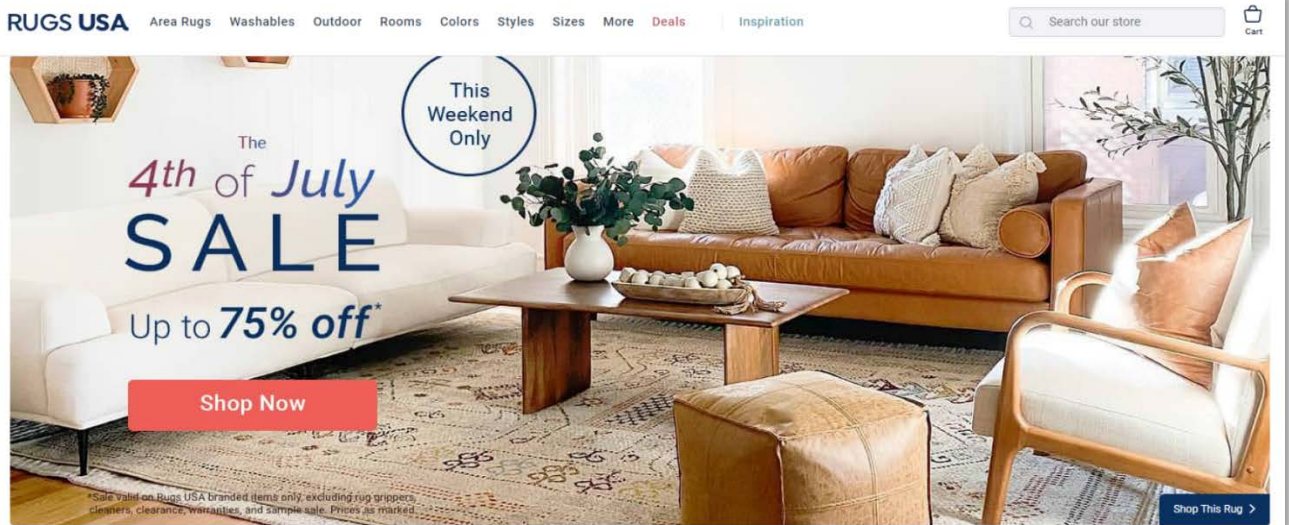 RUGS USA Area Rugs Washables Outdoor Rooms Colors Styles Sizes More Deals Inspiration Search our store Cart
This
Weekend
Only
The
4th of July
SALE
Up to 75% off*
Shop Now
*Sale valid on Rugs USA branded items only, excluding rug grippers,
cleaners, clearance, warranties, and sample sale. Prices as marked.
Shop This Rug >